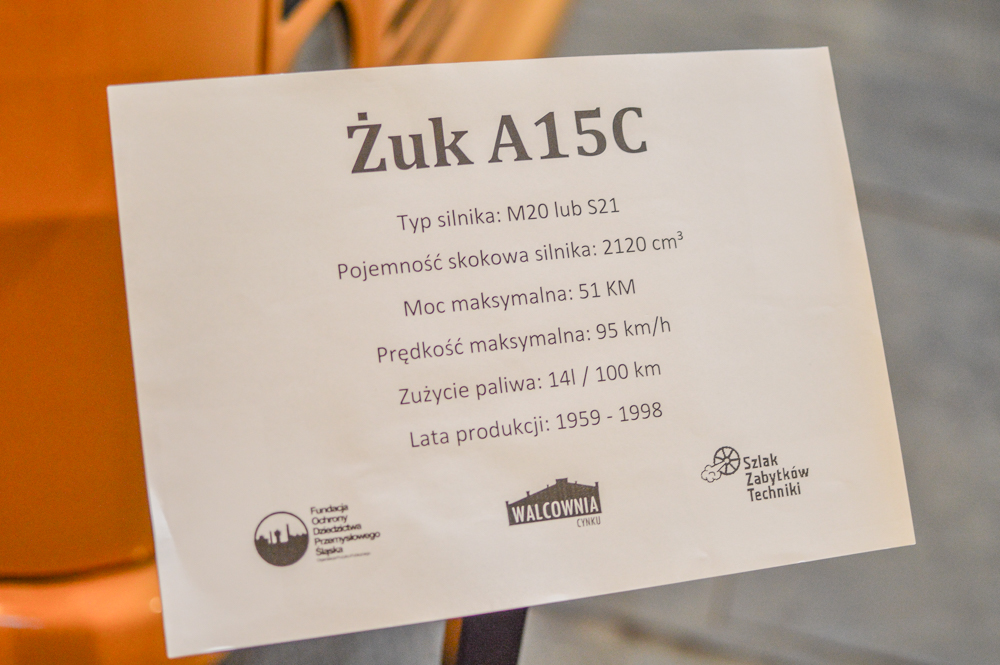 Żuk A15C
Typ silnika: M20 lub S21
Pojemność skokowa silnika: 2120 cm³
Moc maksymalna: 51 KM
Prędkość maksymalna: 95 km/h
Zużycie paliwa: 14l / 100 km
Lata produkcji: 1959 - 1998
Fundacja
Ochrony
Dziedzictwa
Przemysłowego
Śląska
WALCOWNIA
CYNKU
Szlak
Zabytków
Techniki